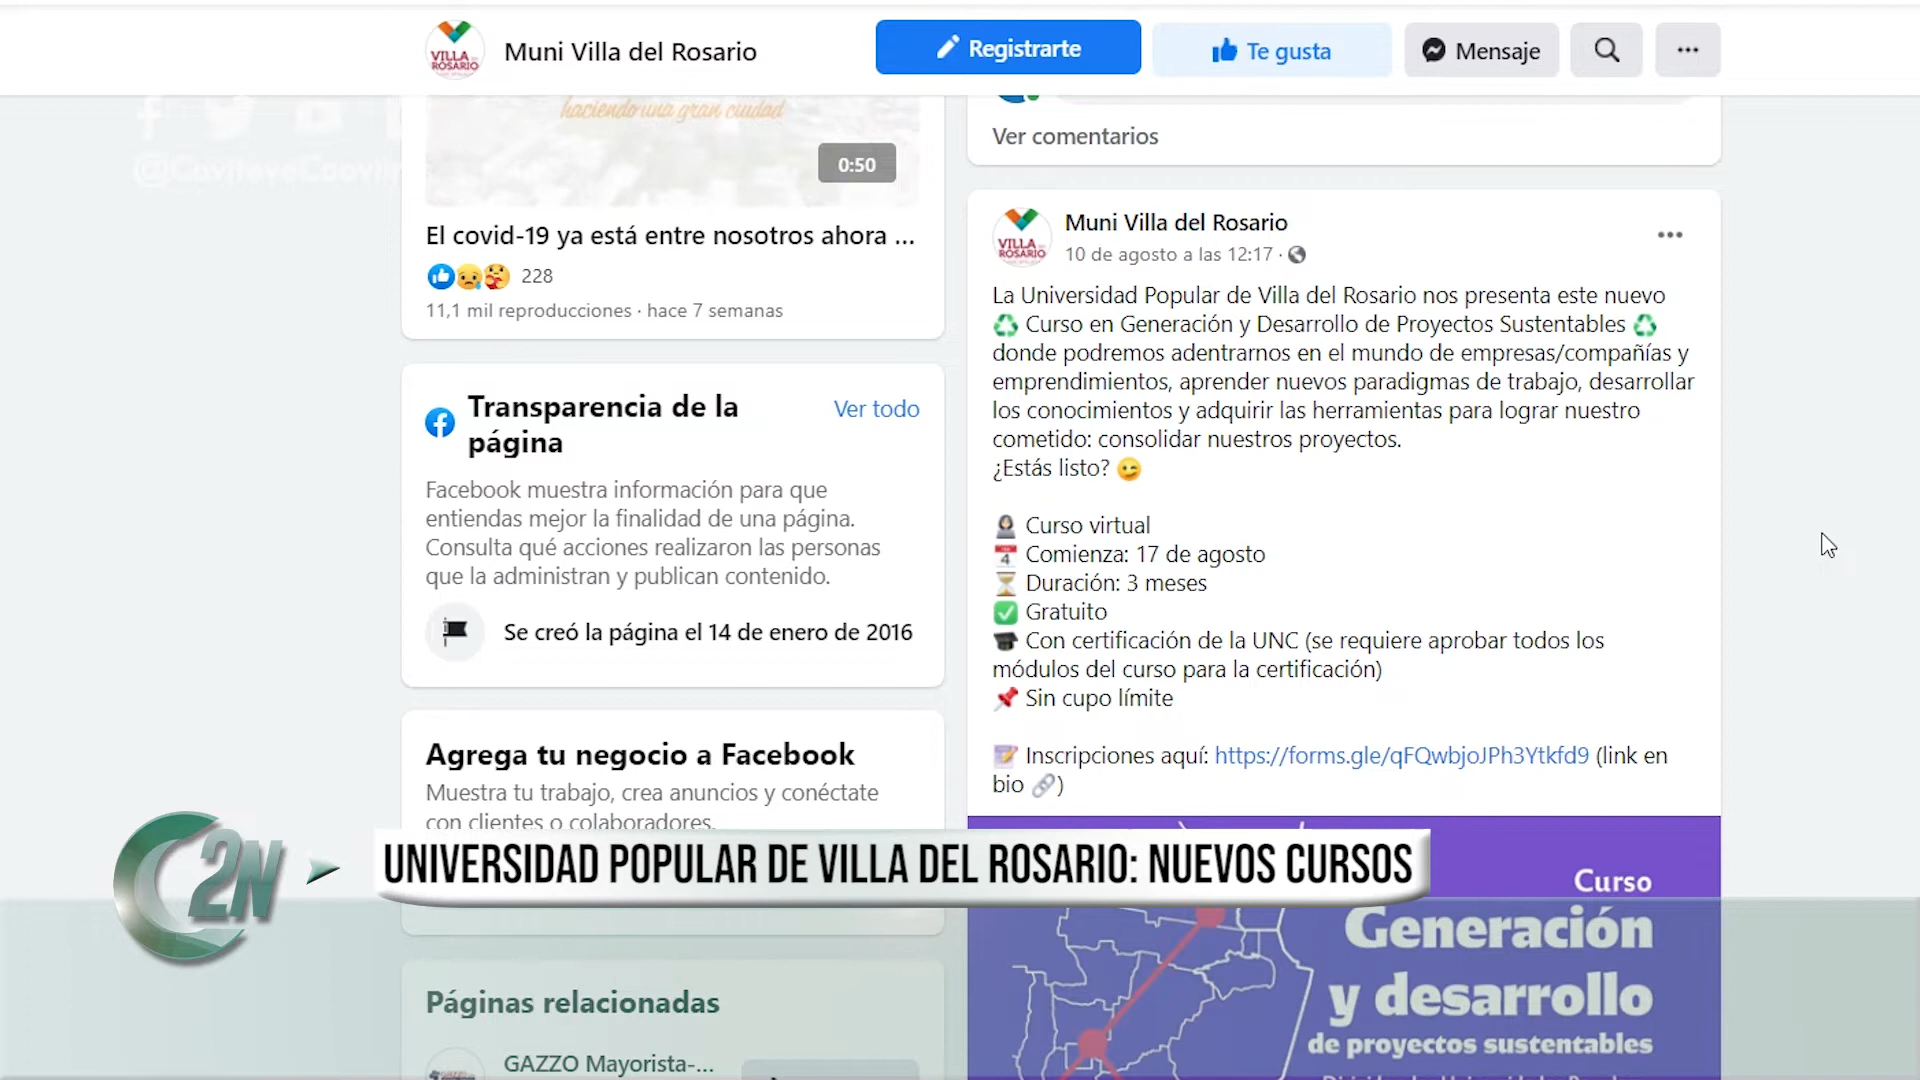 VILLA DEL ROSARIO
Muni Villa del Rosario
Registrarte
Te gusta
Mensaje
haciendo una gran ciudad
0:50
El covid-19 ya está entre nosotros ahora ...
228
11,1 mil reproducciones · hace 7 semanas
Transparencia de la
página
Ver todo
Facebook muestra información para que
entiendas mejor la finalidad de una página.
Consulta qué acciones realizaron las personas
que la administran y publican contenido.
Se creó la página el 14 de enero de 2016
Agrega tu negocio a Facebook
Muestra tu trabajo, crea anuncios y conéctate
con clientes o colaboradores.
Páginas relacionadas
GAZZO Mayorista-...
Ver comentarios
VILLA DEL ROSARIO
Muni Villa del Rosario
10 de agosto a las 12:17 ·
La Universidad Popular de Villa del Rosario nos presenta este nuevo
♻️ Curso en Generación y Desarrollo de Proyectos Sustentables ♻️
donde podremos adentrarnos en el mundo de empresas/compañías y
emprendimientos, aprender nuevos paradigmas de trabajo, desarrollar
los conocimientos y adquirir las herramientas para lograr nuestro
cometido: consolidar nuestros proyectos.
¿Estás listo? 😉
Curso virtual
Comienza: 17 de agosto
⏳ Duración: 3 meses
✅ Gratuito
🎓 Con certificación de la UNC (se requiere aprobar todos los
módulos del curso para la certificación)
📌 Sin cupo límite
📝 Inscripciones aquí: https://forms.gle/qFQwbjoJPh3Ytkfd9 (link en
bio 🔗)
Curso
Generación
y desarrollo
de proyectos sustentables
C2N
UNIVERSIDAD POPULAR DE VILLA DEL ROSARIO: NUEVOS CURSOS